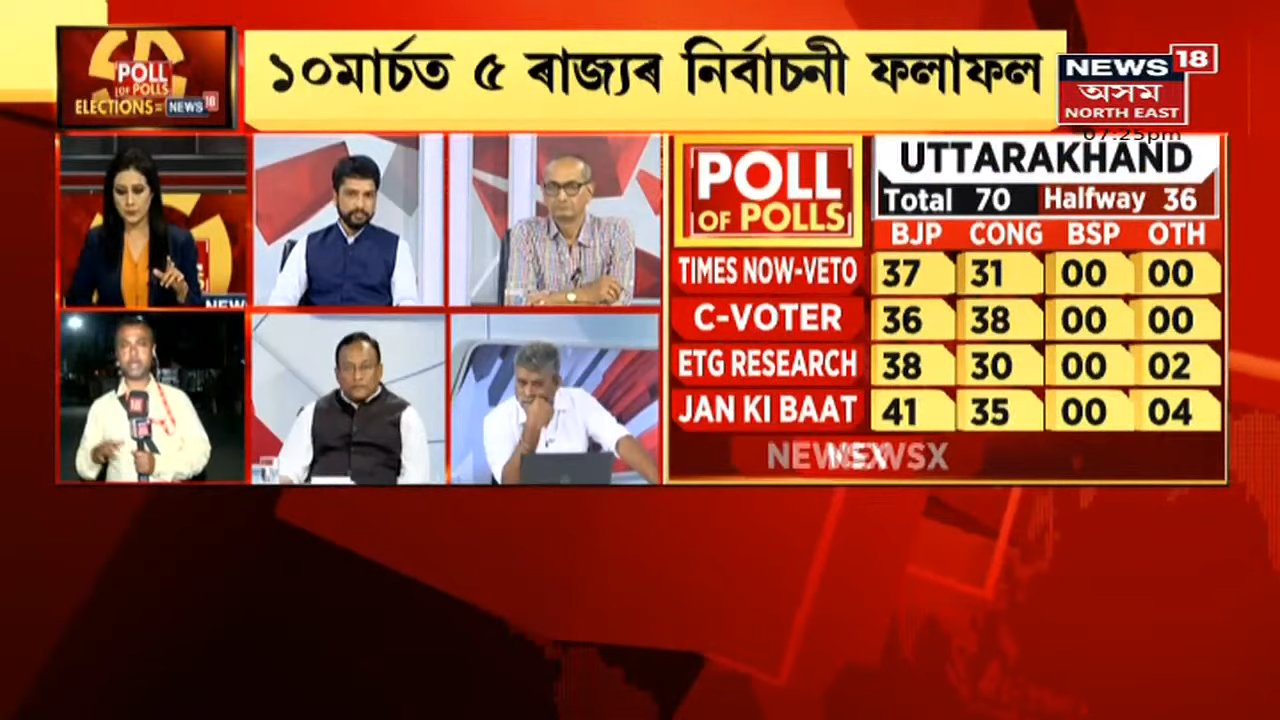 POLL
OF POLLS
ELECTIONS= NEWS18
১০মাৰ্চত ৫ ৰাজ্যৰ নিৰ্বাচনী ফলাফল
NEWS 18
অসম
NORTH EAST
07:25pm
POLL
OF POLLS
UTTARAKHAND
Total 70 Halfway 36
BJP CONG BSP OTH
TIMES NOW-VETO 37 31 00 00
C-VOTER 36 38 00 00
ETG RESEARCH 38 30 00 02
JAN KI BAAT 41 35 00 04
NEWSX